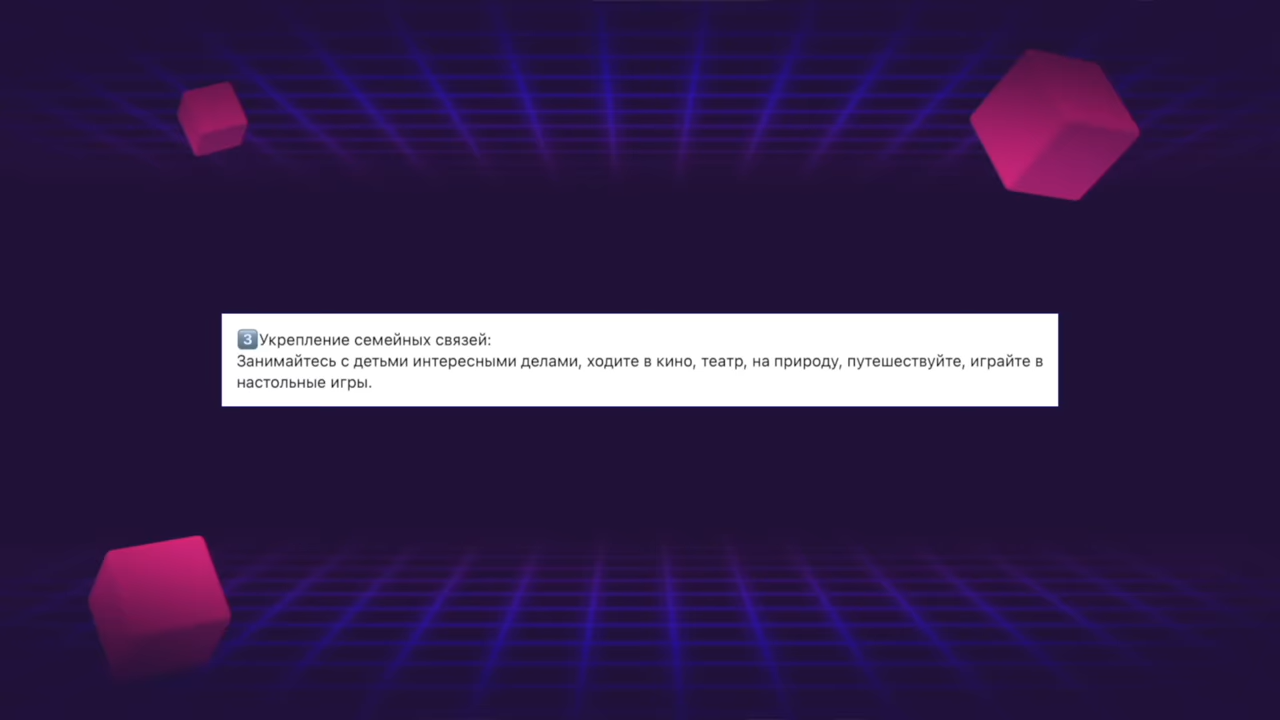 3️⃣Укрепление семейных связей:
Занимайтесь с детьми интересными делами, ходите в кино, театр, на природу, путешествуйте, играйте в
настольные игры.